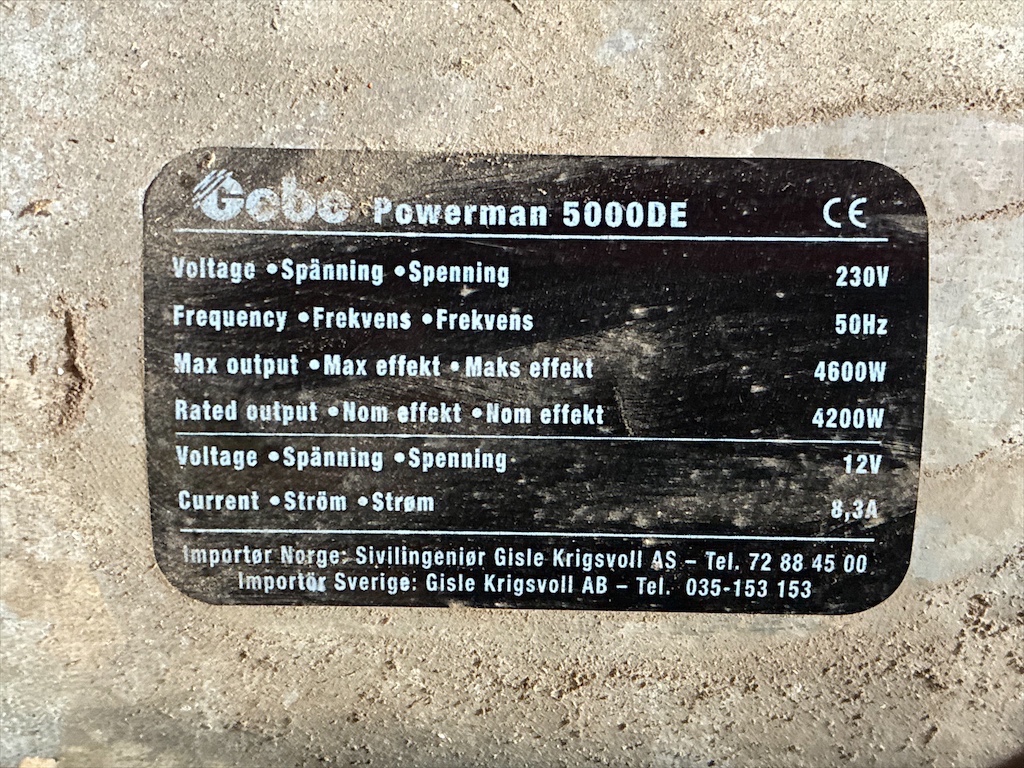 Gebo Powerman 5000DE CE
Voltage •Spänning •Spenning 230V
Frequency •Frekvens •Frekvens 50Hz
Max output •Max effekt •Maks effekt 4600W
Rated output •Nom effekt •Nom effekt 4200W
Voltage •Spänning •Spenning 12V
Current •Ström •Strøm 8,3A
Importør Norge: Sivilingeniør Gisle Krigsvoll AS – Tel. 72 88 45 00
Importör Sverige: Gisle Krigsvoll AB – Tel. 035-153 153